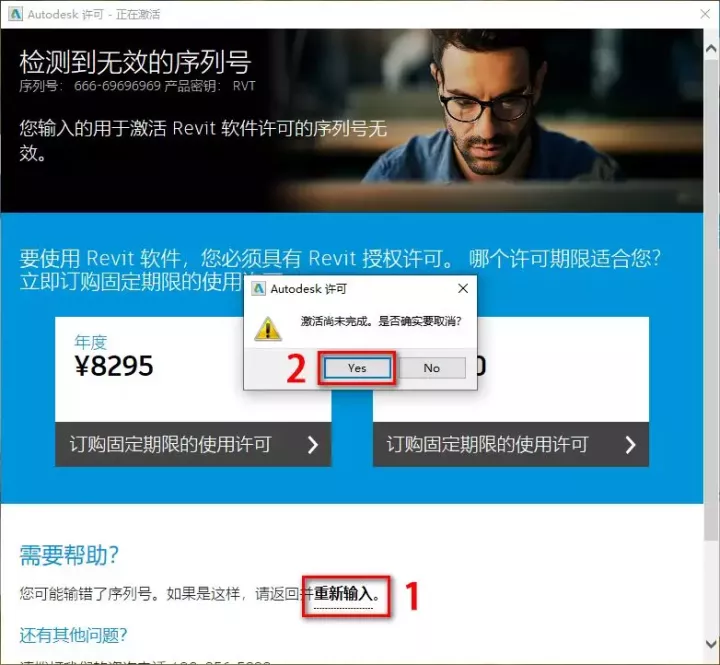 Autodesk 许可 - 正在激活
检测到无效的序列号
序列号: 666-69696969 产品密钥: RVT
您输入的用于激活 Revit 软件许可的序列号无
效。
要使用 Revit 软件，您必须具有 Revit 授权许可。 哪个许可期限适合您?
立即订购固定期限的使用许可
Autodesk 许可
激活尚未完成。是否确实要取消?
2
Yes
No
年度
¥8295
0
订购固定期限的使用许可
订购固定期限的使用许可
需要帮助?
您可能输错了序列号。如果是这样，请返回并重新输入。
1
还有其他问题?